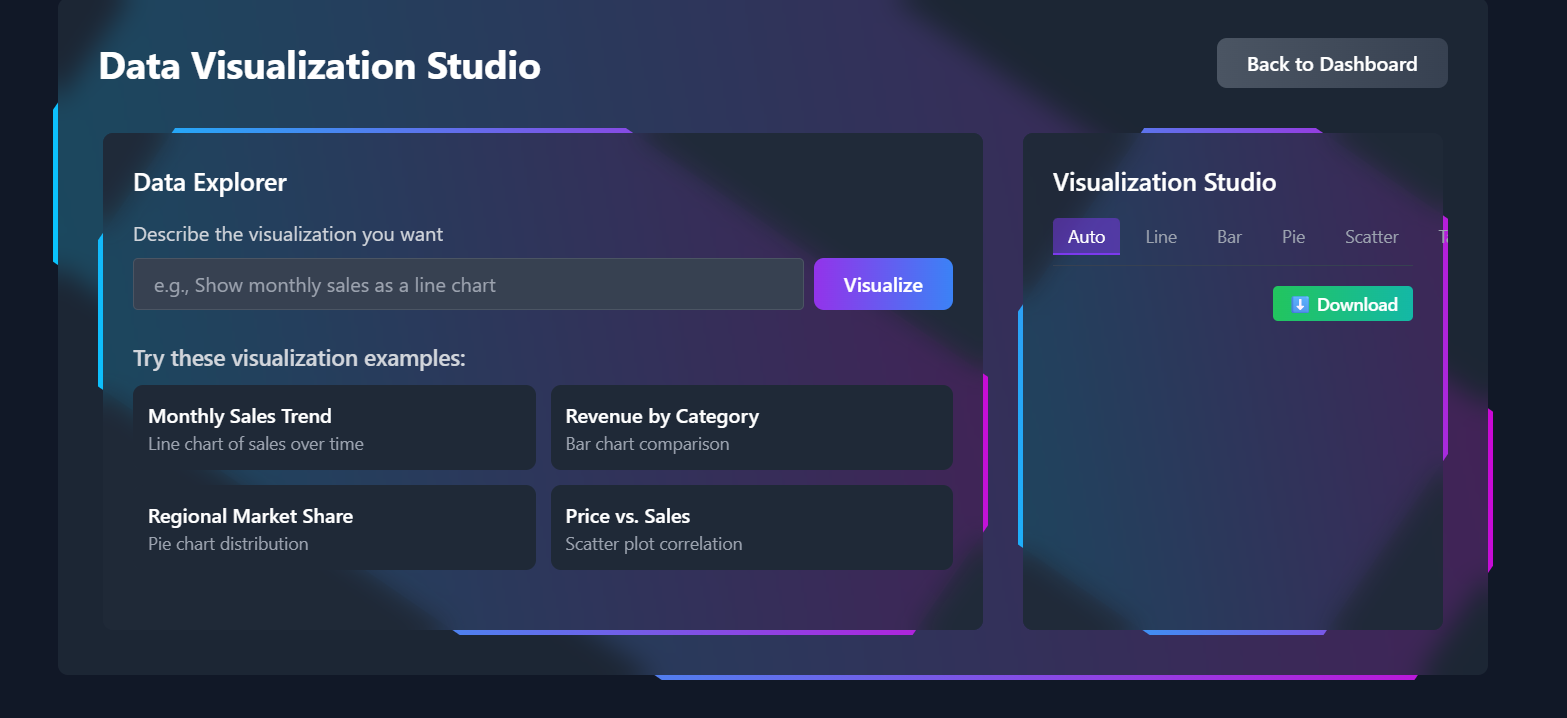 Data Visualization Studio
Back to Dashboard
Data Explorer
Describe the visualization you want
e.g., Show monthly sales as a line chart
Visualize
Try these visualization examples:
Monthly Sales Trend
Line chart of sales over time
Revenue by Category
Bar chart comparison
Regional Market Share
Pie chart distribution
Price vs. Sales
Scatter plot correlation
Visualization Studio
Auto Line Bar Pie Scatter
Download